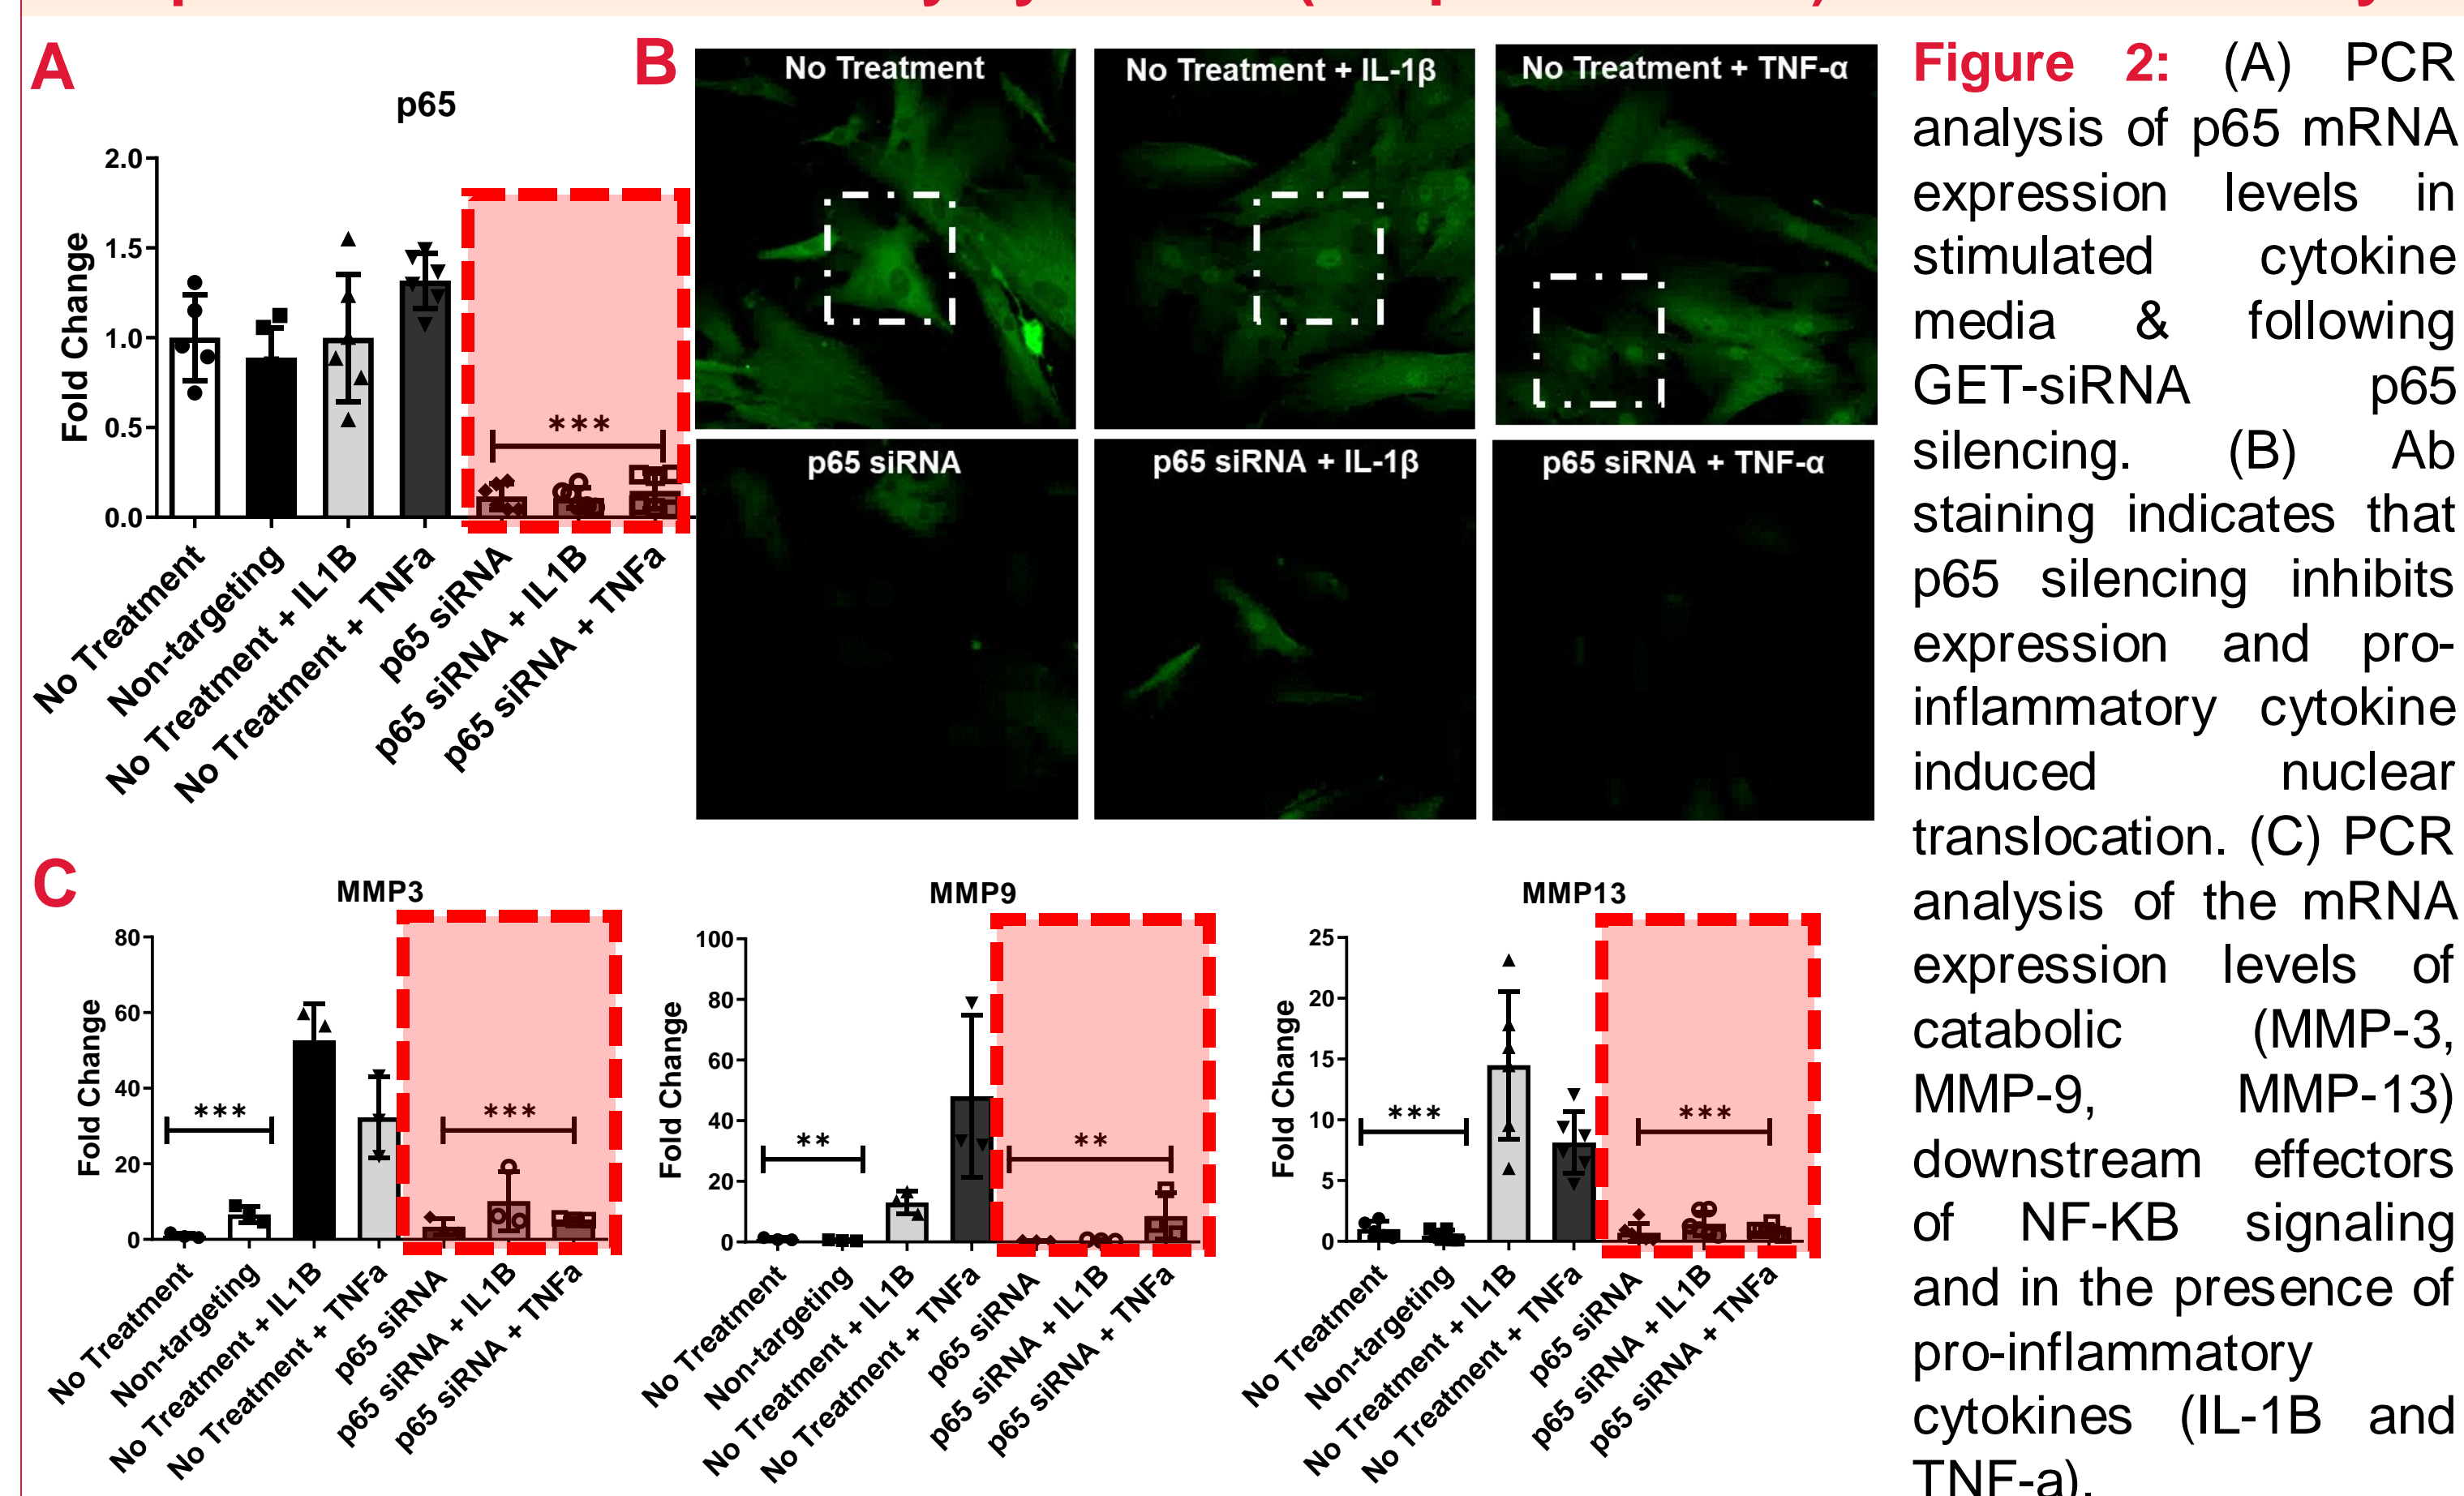 A
p65
Fold Change
2.0
1.5
1.0
0.5
0.0
***
No Treatment
Non-targeting
No Treatment + IL1B
No Treatment + TNFa
p65 siRNA
p65 siRNA + IL1B
p65 siRNA + TNFa
B
No Treatment
No Treatment + IL-1β
No Treatment + TNF-α
p65 siRNA
p65 siRNA + IL-1β
p65 siRNA + TNF-α
C
MMP3
Fold Change
80
60
40
20
0
***
***
No Treatment
Non-targeting
No Treatment + IL1B
No Treatment + TNFa
p65 siRNA
p65 siRNA + IL1B
p65 siRNA + TNFa
MMP9
Fold Change
100
80
60
40
20
0
**
**
No Treatment
Non-targeting
No Treatment + IL1B
No Treatment + TNFa
p65 siRNA
p65 siRNA + IL1B
p65 siRNA + TNFa
MMP13
Fold Change
25
20
15
10
5
0
***
***
No Treatment
Non-targeting
No Treatment + IL1B
No Treatment + TNFa
p65 siRNA
p65 siRNA + IL1B
p65 siRNA + TNFa
Figure 2: (A) PCR
analysis of p65 mRNA
expression levels in
stimulated cytokine
media & following
GET-siRNA p65
silencing. (B) Ab
staining indicates that
p65 silencing inhibits
expression and pro-
inflammatory cytokine
induced nuclear
translocation. (C) PCR
analysis of the mRNA
expression levels of
catabolic (MMP-3,
MMP-9, MMP-13)
downstream effectors
of NF-KB signaling
and in the presence of
pro-inflammatory
cytokines (IL-1B and
TNF-a).